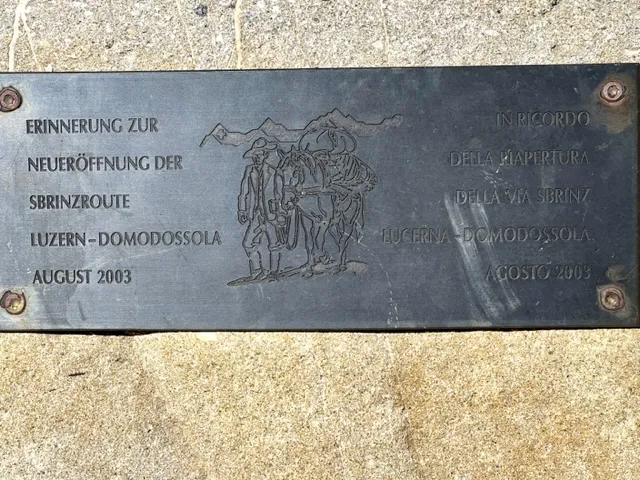 ERINNERUNG ZUR
NEUERÖFFNUNG DER
SBRINZROUTE
LUZERN-DOMODOSSOLA
AUGUST 2003
IN RICORDO
DELLA RIAPERTURA
DELLA VIA SBRINZ
LUCERNA-DOMODOSSOLA
AGOSTO 2003